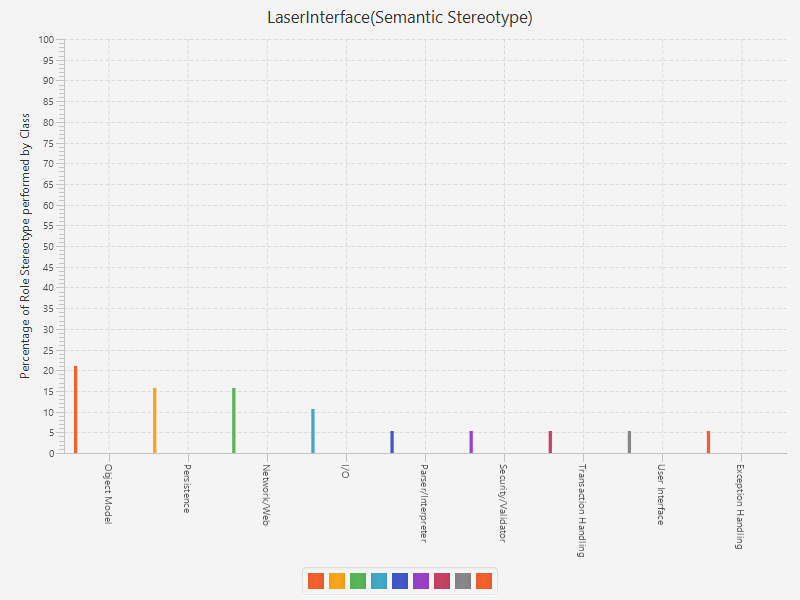 LaserInterface(Semantic Stereotype)
Percentage of Role Stereotype performed by Class
100
95
90
85
80
75
70
65
60
55
50
45
40
35
30
25
20
15
10
5
0
Object Model
Persistence
Network/Web
I/O
Parser/Interpreter
Security/Validator
Transaction Handling
User Interface
Exception Handling